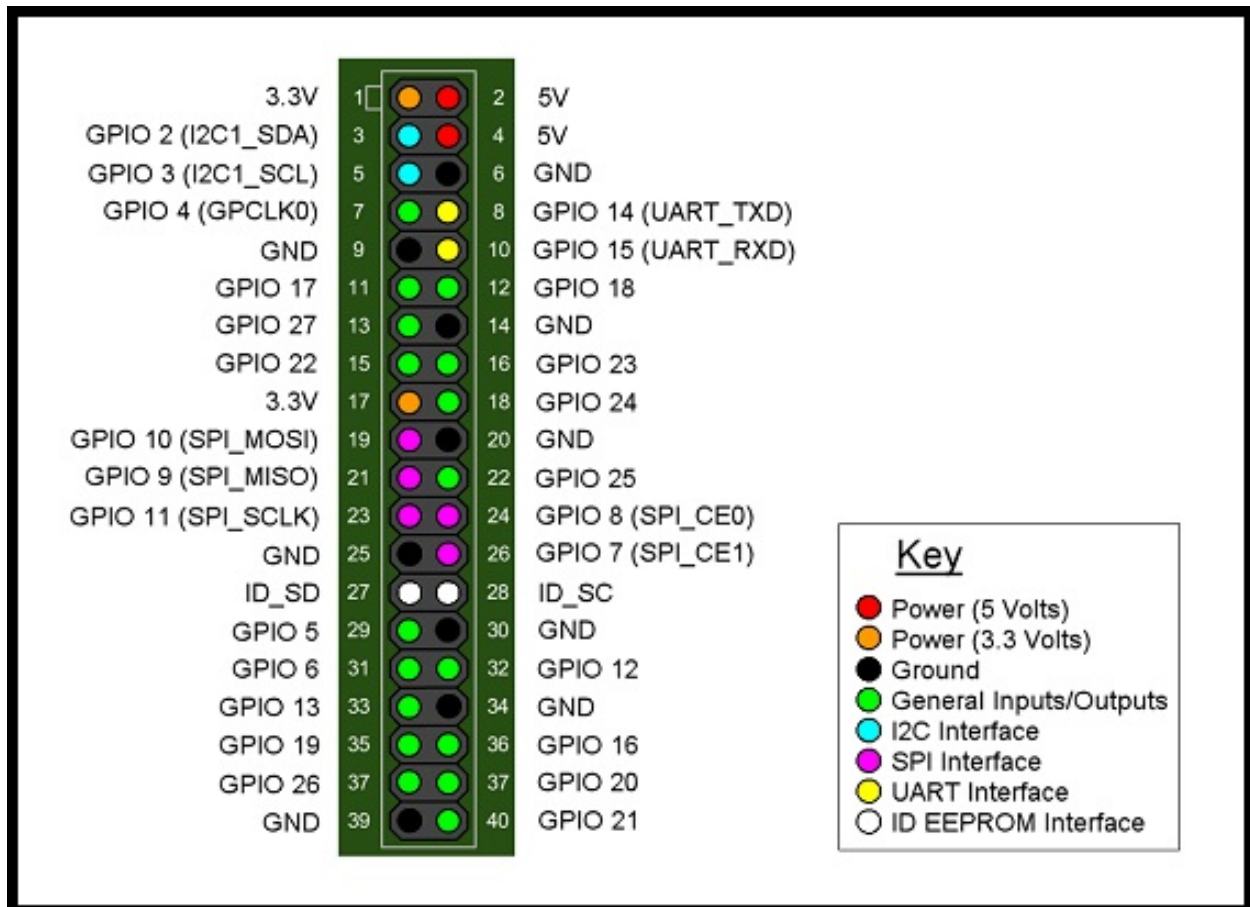 3.3V 1 2 5V
GPIO 2 (I2C1_SDA) 3 4 5V
GPIO 3 (I2C1_SCL) 5 6 GND
GPIO 4 (GPCLK0) 7 8 GPIO 14 (UART_TXD)
GND 9 10 GPIO 15 (UART_RXD)
GPIO 17 11 12 GPIO 18
GPIO 27 13 14 GND
GPIO 22 15 16 GPIO 23
3.3V 17 18 GPIO 24
GPIO 10 (SPI_MOSI) 19 20 GND
GPIO 9 (SPI_MISO) 21 22 GPIO 25
GPIO 11 (SPI_SCLK) 23 24 GPIO 8 (SPI_CE0)
GND 25 26 GPIO 7 (SPI_CE1)
ID_SD 27 28 ID_SC
GPIO 5 29 30 GND
GPIO 6 31 32 GPIO 12
GPIO 13 33 34 GND
GPIO 19 35 36 GPIO 16
GPIO 26 37 37 GPIO 20
GND 39 40 GPIO 21
Key
Power (5 Volts)
Power (3.3 Volts)
Ground
General Inputs/Outputs
I2C Interface
SPI Interface
UART Interface
ID EEPROM Interface